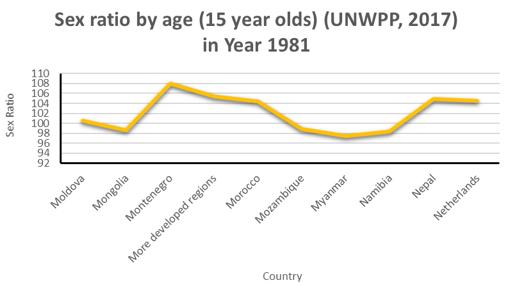 Sex ratio by age (15 year olds) (UNWPP, 2017)
in Year 1981
110
108
106
104
102
100
98
96
94
92
Sex Ratio
Moldova
Mongolia
Montenegro
More developed regions
Morocco
Mozambique
Myanmar
Namibia
Nepal
Netherlands
Country